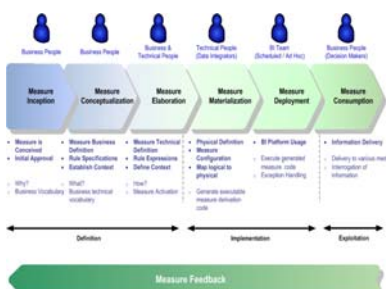 Business People
Business People
Business &
Technical People
Technical People
(Data Integrators)
BI Team
(Scheduled / Ad Hoc)
Business People
(Decision Makers)
Measure
Inception
Measure
Conceptualization
Measure
Elaboration
Measure
Materialization
Measure
Deployment
Measure
Consumption
Measure is
Conceived
Initial Approval
Why?
Business Vocabulary
Measure Business
Definition
Rule Specifications
Establish Context
What?
Business technical
vocabulary
Measure Technical
Definition
Rule Expressions
Define Context
How?
Measure Activation
Physical Definition
Measure
Configuration
Map logical to
physical
Generate executable
measure derivation
code
BI Platform Usage
Execute generated
measure code
Exception Handling
Information Delivery
Delivery to various
Interrogation of
information
Definition
Implementation
Exploitation
Measure Feedback